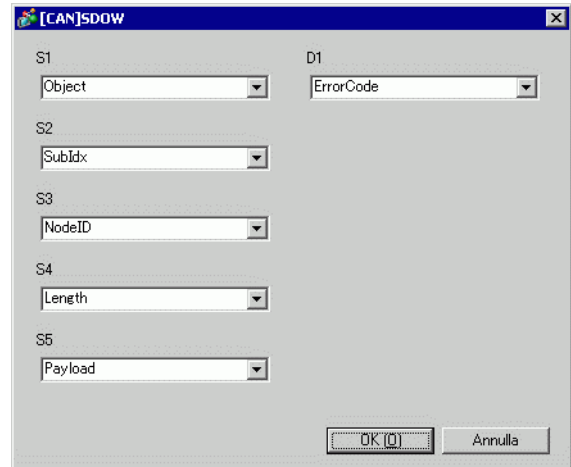 [CAN]SDOW
S1
D1
Object
ErrorCode
S2
SubIdx
S3
NodeID
S4
Length
S5
Payload
OK (O)
Annulla